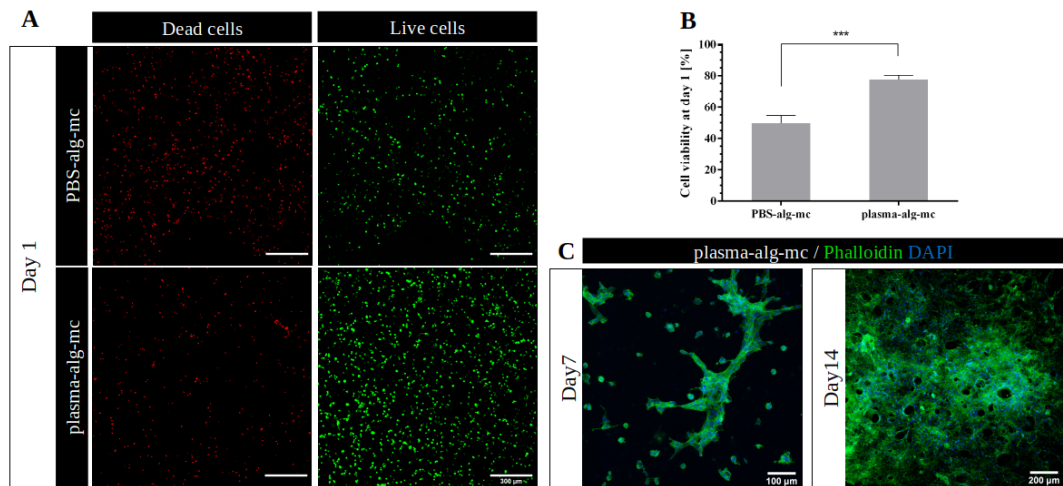 A
Dead cells
Live cells
Day 1
PBS-alg-mc
plasma-alg-mc
300 µm
B
***
Cell viability at day 1 [%]
100
80
60
40
20
0
PBS-alg-mc
plasma-alg-mc
C
plasma-alg-mc / Phalloidin DAPI
Day7
100 µm
Day14
200 µm